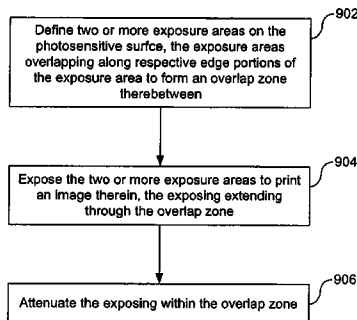 902
Define two or more exposure areas on the
photosensitive surfce, the exposure areas
overlapping along respective edge portions
of the exposure area to form an overlap zone
therebetween
904
Expose the two or more exposure areas to print
an image therein, the exposing extending
through the overlap zone
906
Attenuate the exposing within the overlap zone